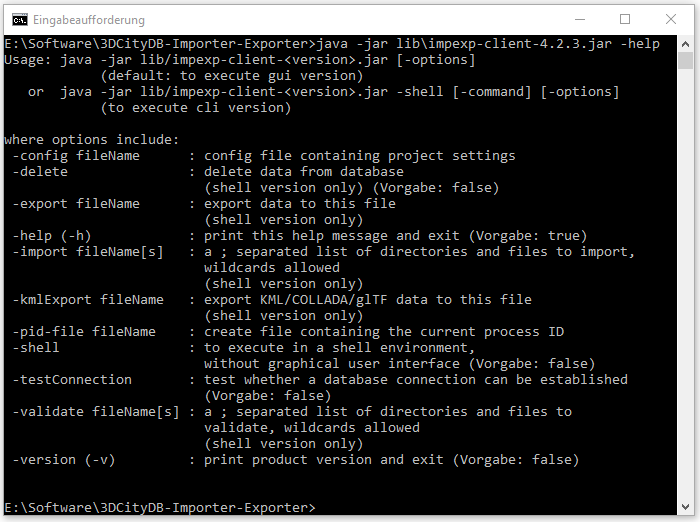 Eingabeaufforderung
E:\Software\3DCityDB-Importer-Exporter>java -jar lib\impexp-client-4.2.3.jar -help
Usage: java -jar lib/impexp-client-<version>.jar [-options]
            (default: to execute gui version)
   or  java -jar lib/impexp-client-<version>.jar -shell [-command] [-options]
            (to execute cli version)

where options include:
 -config fileName      : config file containing project settings
 -delete               : delete data from database
                         (shell version only) (Vorgabe: false)
 -export fileName      : export data to this file
                         (shell version only)
 -help (-h)            : print this help message and exit (Vorgabe: true)
 -import fileName[s]   : a ; separated list of directories and files to import,
                         wildcards allowed
                         (shell version only)
 -kmlExport fileName   : export KML/COLLADA/glTF data to this file
                         (shell version only)
 -pid-file fileName    : create file containing the current process ID
 -shell                : to execute in a shell environment,
                         without graphical user interface (Vorgabe: false)
 -testConnection       : test whether a database connection can be established
                         (Vorgabe: false)
 -validate fileName[s] : a ; separated list of directories and files to
                         validate, wildcards allowed
                         (shell version only)
 -version (-v)         : print product version and exit (Vorgabe: false)

E:\Software\3DCityDB-Importer-Exporter>